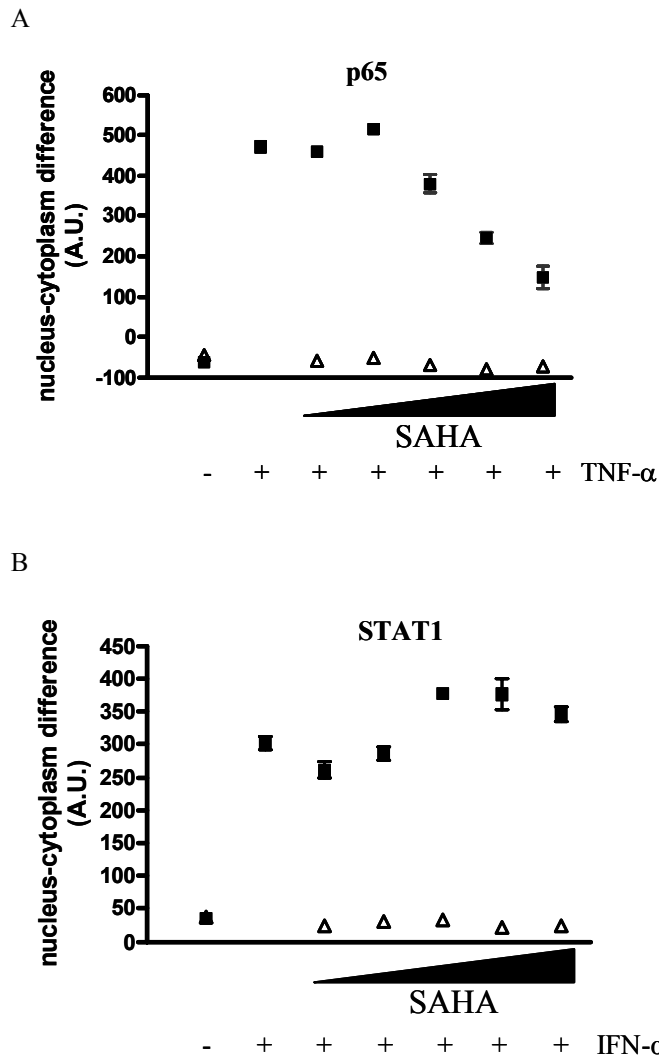 A
p65
nucleus-cytoplasm difference
(A.U.)
600
500
400
300
200
100
0
-100
SAHA
- + + + + + + TNF-α
B
STAT1
nucleus-cytoplasm difference
(A.U.)
450
400
350
300
250
200
150
100
50
0
SAHA
- + + + + + + IFN-α